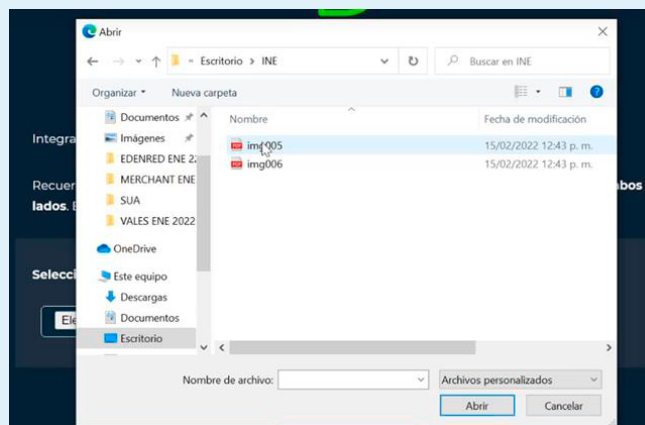 Abrir
Escritorio > INE
Buscar en INE
Organizar
Nueva carpeta
Documentos
Imágenes
EDENRED ENE 2
MERCHANT ENE
SUA
VALES ENE 2022
OneDrive
Este equipo
Descargas
Documentos
Escritorio
Nombre
Fecha de modificación
img005
15/02/2022 12:43 p. m.
img006
15/02/2022 12:43 p. m.
Integra
Recuer
bos
lados.
Selecci
Ele
Nombre de archivo:
Archivos personalizados
Abrir
Cancelar